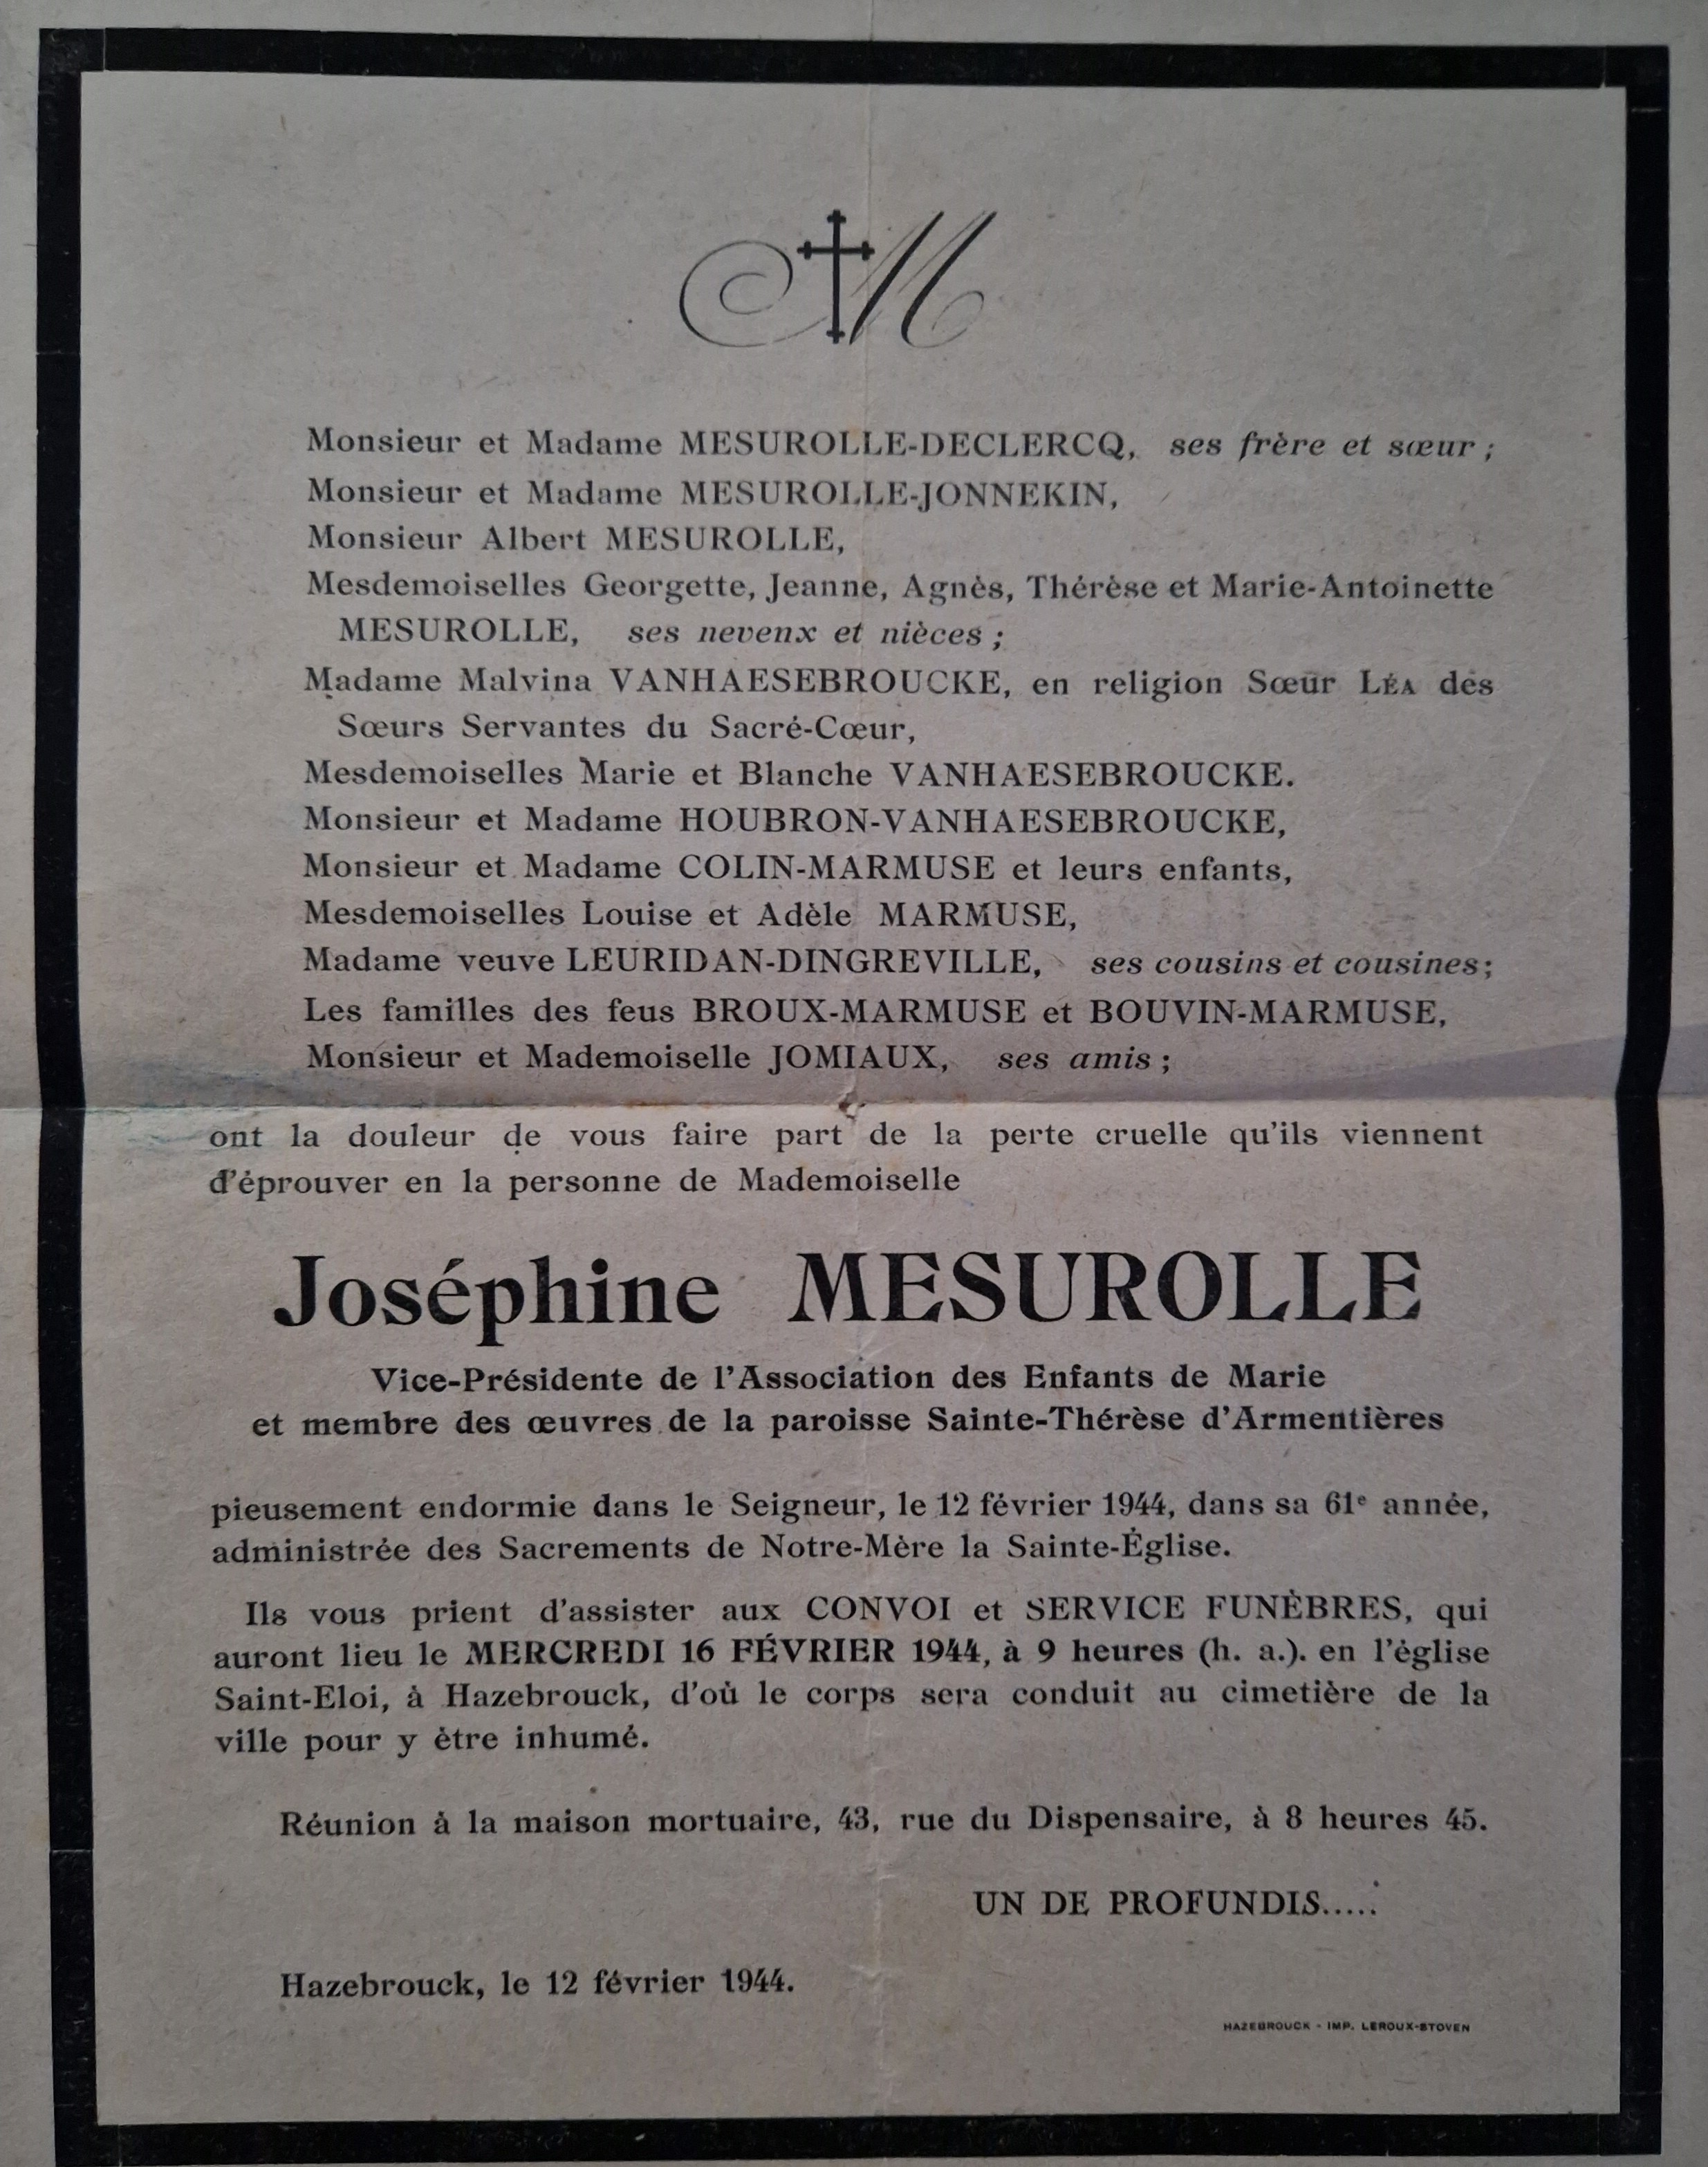 M
Monsieur et Madame MESUROLLE-DECLERCQ, ses frère et sœur ;
Monsieur et Madame MESUROLLE-JONNEKIN,
Monsieur Albert MESUROLLE,
Mesdemoiselles Georgette, Jeanne, Agnès, Thérèse et Marie-Antoinette
MESUROLLE, ses nevenx et nièces ;
Madame Malvina VANHAESEBROUCKE, en religion Sœur LÉA des
Sœurs Servantes du Sacré-Cœur,
Mesdemoiselles Marie et Blanche VANHAESEBROUCKE.
Monsieur et Madame HOUBRON-VANHAESEBROUCKE,
Monsieur et Madame COLIN-MARMUSE et leurs enfants,
Mesdemoiselles Louise et Adèle MARMUSE,
Madame veuve LEURIDAN-DINGREVILLE, ses cousins et cousines;
Les familles des feus BROUX-MARMUSE et BOUVIN-MARMUSE,
Monsieur et Mademoiselle JOMIAUX, ses amis ;
ont la douleur de vous faire part de la perte cruelle qu'ils viennent
d'éprouver en la personne de Mademoiselle
Joséphine MESUROLLE
Vice-Présidente de l'Association des Enfants de Marie
et membre des œuvres de la paroisse Sainte-Thérèse d'Armentières
pieusement endormie dans le Seigneur, le 12 février 1944, dans sa 61e année,
administrée des Sacrements de Notre-Mère la Sainte-Église.
Ils vous prient d'assister aux CONVOI et SERVICE FUNÈBRES, qui
auront lieu le MERCREDI 16 FÉVRIER 1944, à 9 heures (h. a.). en l'église
Saint-Eloi, à Hazebrouck, d'où le corps sera conduit au cimetière de la
ville pour y être inhumé.
Réunion à la maison mortuaire, 43, rue du Dispensaire, à 8 heures 45.
UN DE PROFUNDIS.....
Hazebrouck, le 12 février 1944.
HAZEBROUCK - IMP. LEROUX-STOVEN